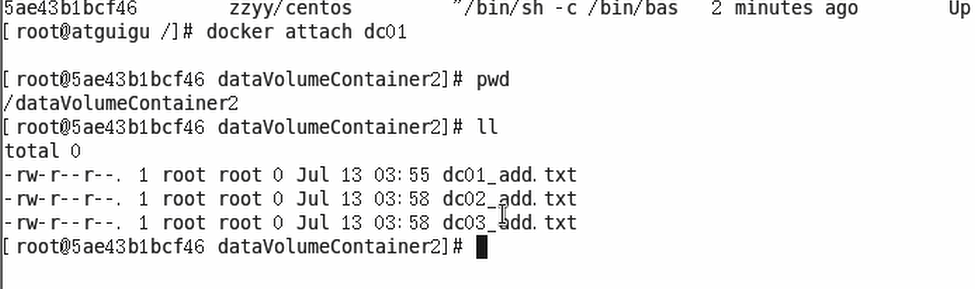 5ae43b1bcf46 zzyy/centos "/bin/sh -c /bin/bas 2 minutes ago Up
[root@atguigu /]# docker attach dc01
[root@5ae43b1bcf46 dataVolumeContainer2]# pwd
/dataVolumeContainer2
[root@5ae43b1bcf46 dataVolumeContainer2]# ll
total 0
-rw-r--r--. 1 root root 0 Jul 13 03:55 dc01_add.txt
-rw-r--r--. 1 root root 0 Jul 13 03:58 dc02_add.txt
-rw-r--r--. 1 root root 0 Jul 13 03:58 dc03_add.txt
[root@5ae43b1bcf46 dataVolumeContainer2]#